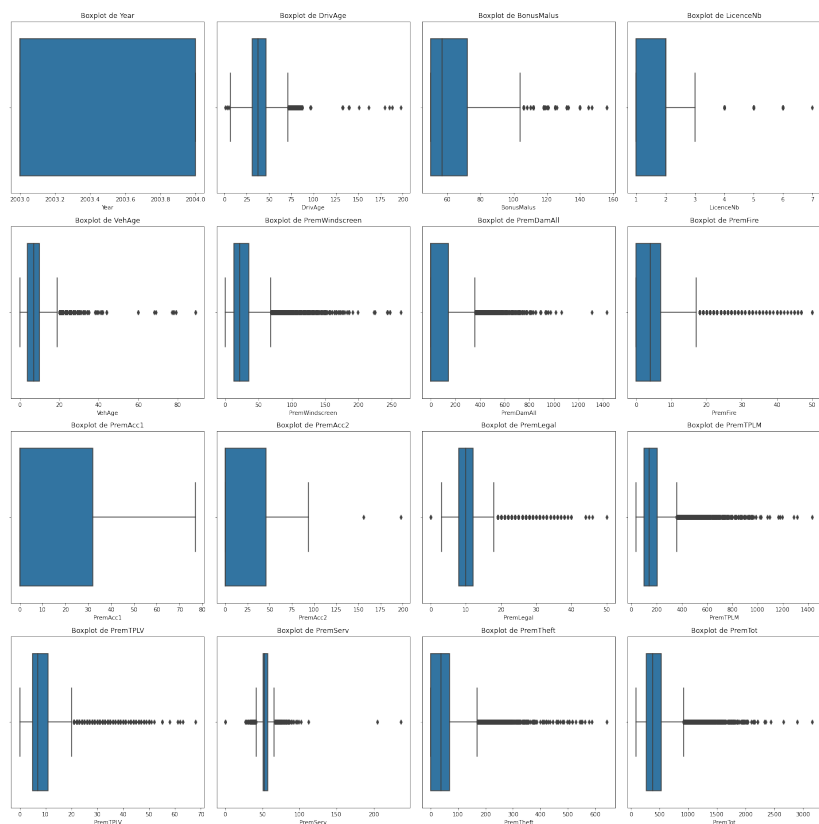 Boxplot de Year Boxplot de DrivAge Boxplot de BonusMalus Boxplot de LicenceNb
2003.0 2003.2 2003.4 2003.6 2003.8 2004.0 0 25 50 75 100 125 150 175 200 60 80 100 120 140 160 1 2 3 4 5 6 7
Year DrivAge BonusMalus LicenceNb
Boxplot de VehAge Boxplot de PremWindscreen Boxplot de PremDamAll Boxplot de PremFire
0 20 40 60 80 0 50 100 150 200 250 0 200 400 600 800 1000 1200 1400 0 10 20 30 40 50
VehAge PremWindscreen PremDamAll PremFire
Boxplot de PremAcc1 Boxplot de PremAcc2 Boxplot de PremLegal Boxplot de PremTPLM
0 10 20 30 40 50 60 70 80 0 25 50 75 100 125 150 175 200 0 10 20 30 40 50 0 200 400 600 800 1000 1200 1400
PremAcc1 PremAcc2 PremLegal PremTPLM
Boxplot de PremTPLV Boxplot de PremServ Boxplot de PremTheft Boxplot de PremTot
0 10 20 30 40 50 60 70 0 50 100 150 200 0 100 200 300 400 500 600 0 500 1000 1500 2000 2500 3000
PremTPLV PremServ PremTheft PremTot